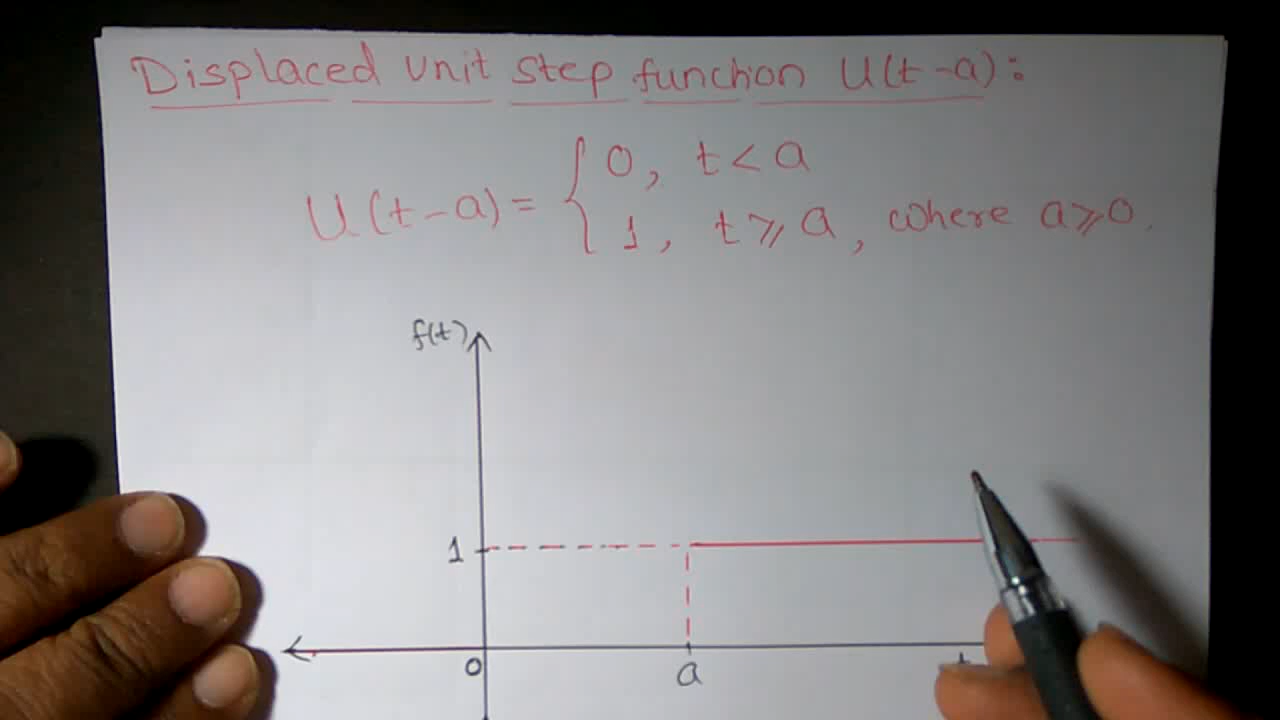 Displaced unit step function U(t-a):
U(t-a) = { 0, t < a
1, t ⩾ a, where a ⩾ 0.
f(t)
1
0 a t